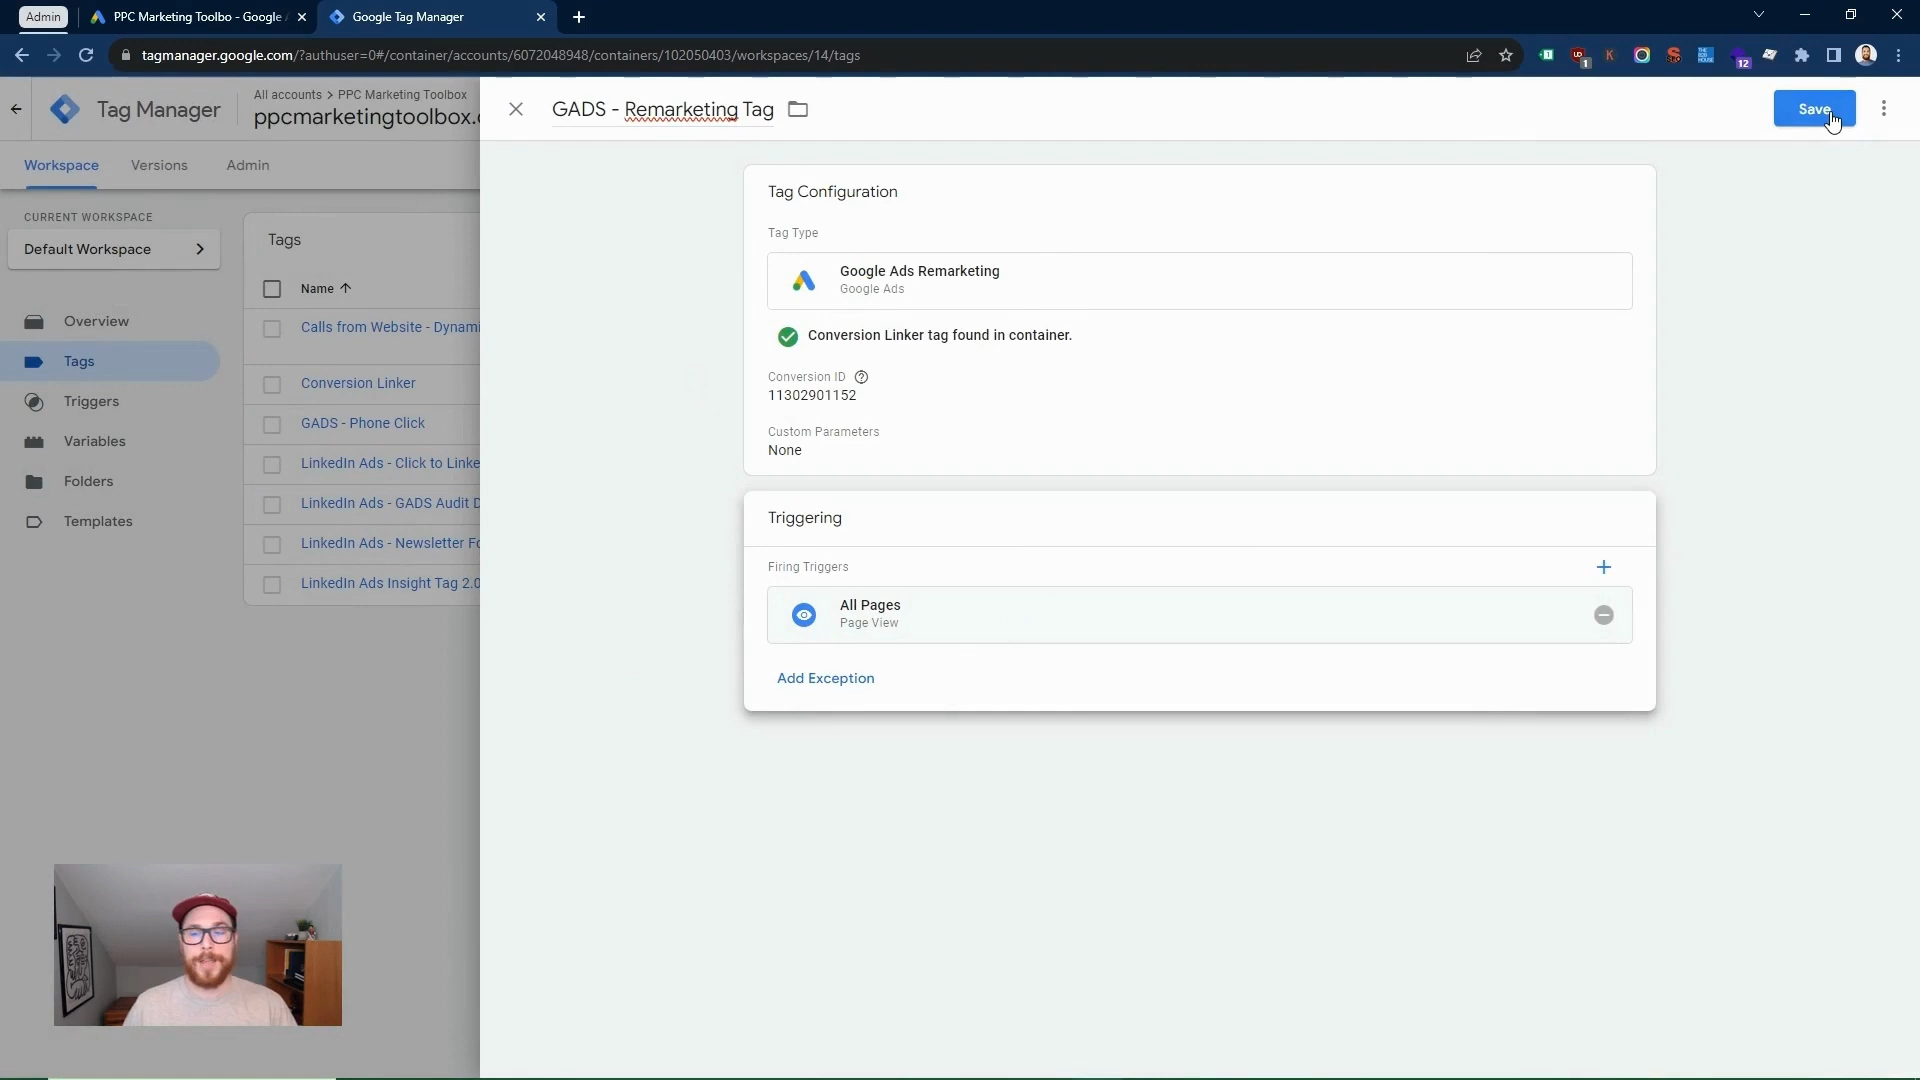 Admin
PPC Marketing Toolbo - Google A
Google Tag Manager
tagmanager.google.com/?authuser=0#/container/accounts/6072048948/containers/102050403/workspaces/14/tags
1
12
Tag Manager
All accounts > PPC Marketing Toolbox
ppcmarketingtoolbox.c
GADS - Remarketing Tag
Save
Workspace
Versions
Admin
CURRENT WORKSPACE
Default Workspace
Overview
Tags
Triggers
Variables
Folders
Templates
Tags
Name
Calls from Website - Dynami
Conversion Linker
GADS - Phone Click
LinkedIn Ads - Click to Linke
LinkedIn Ads - GADS Audit D
LinkedIn Ads - Newsletter Fo
LinkedIn Ads Insight Tag 2.0
Tag Configuration
Tag Type
Google Ads Remarketing
Google Ads
Conversion Linker tag found in container.
Conversion ID
11302901152
Custom Parameters
None
Triggering
Firing Triggers
All Pages
Page View
Add Exception